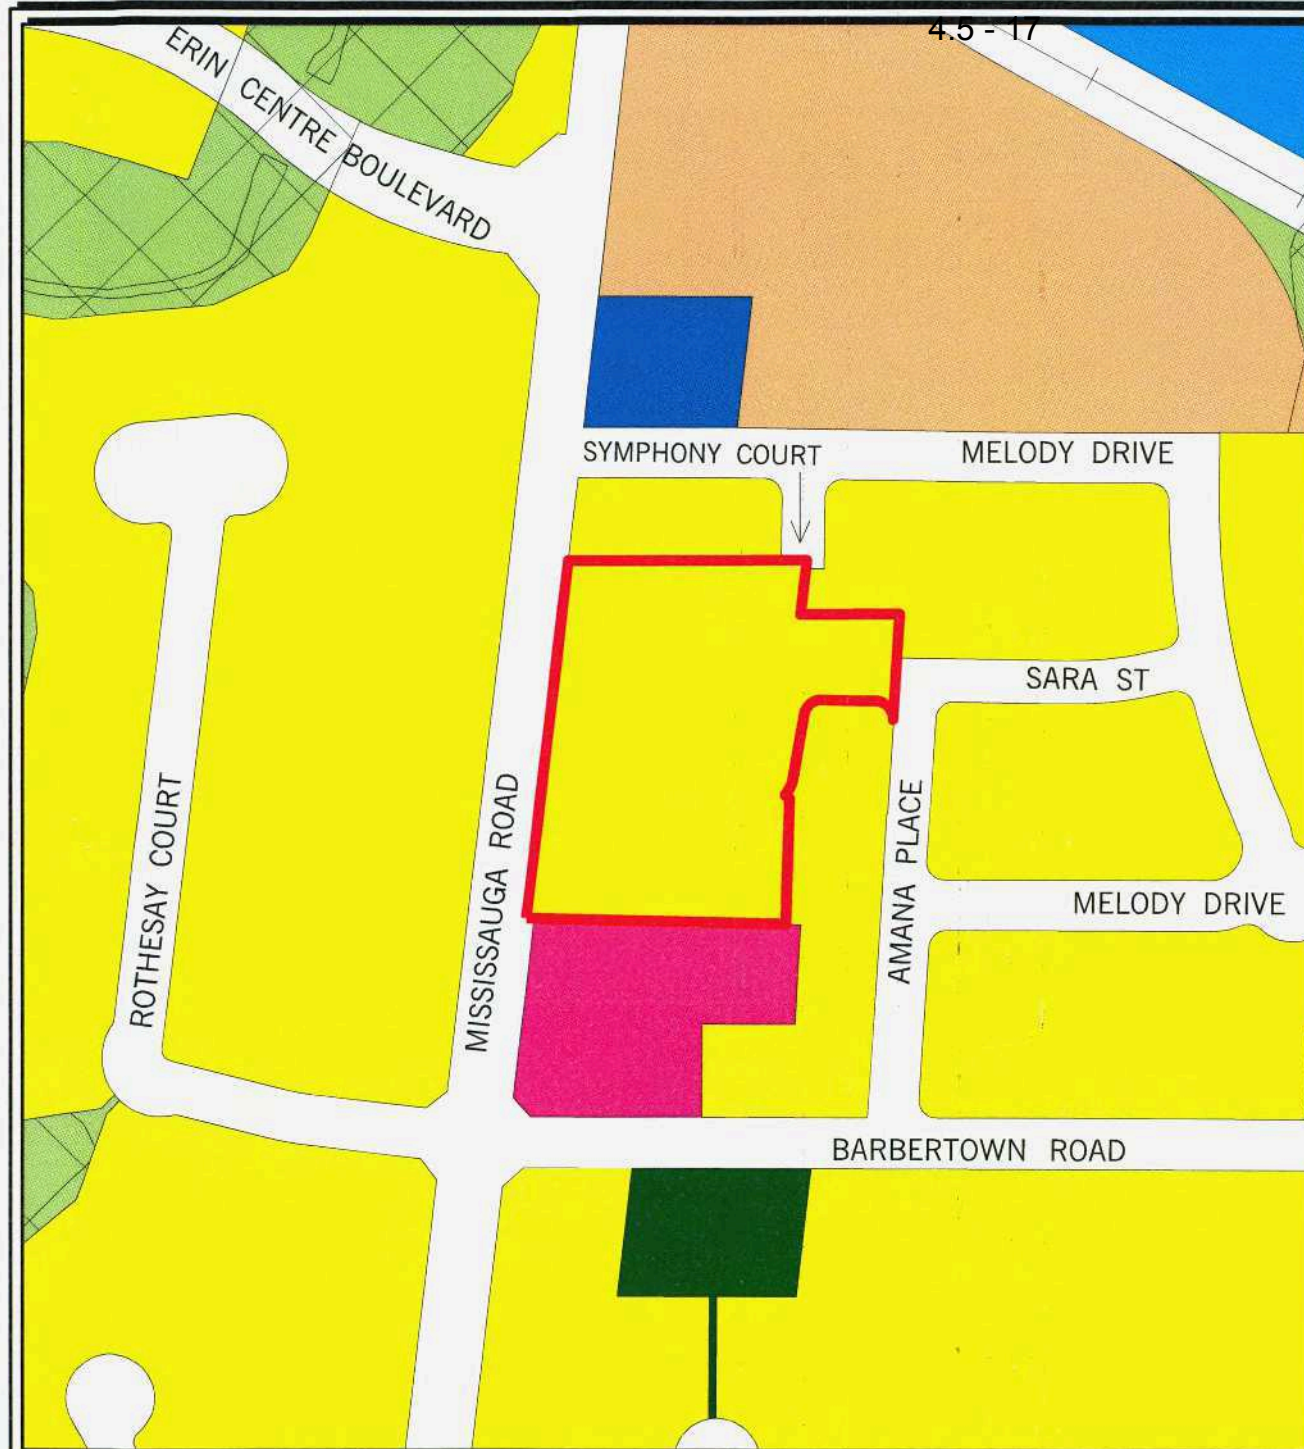 4.5 - 17
ERIN CENTRE BOULEVARD
SYMPHONY COURT
MELODY DRIVE
SARA ST
ROTHESAY COURT
MISSISSAUGA ROAD
AMANA PLACE
MELODY DRIVE
BARBERTOWN ROAD